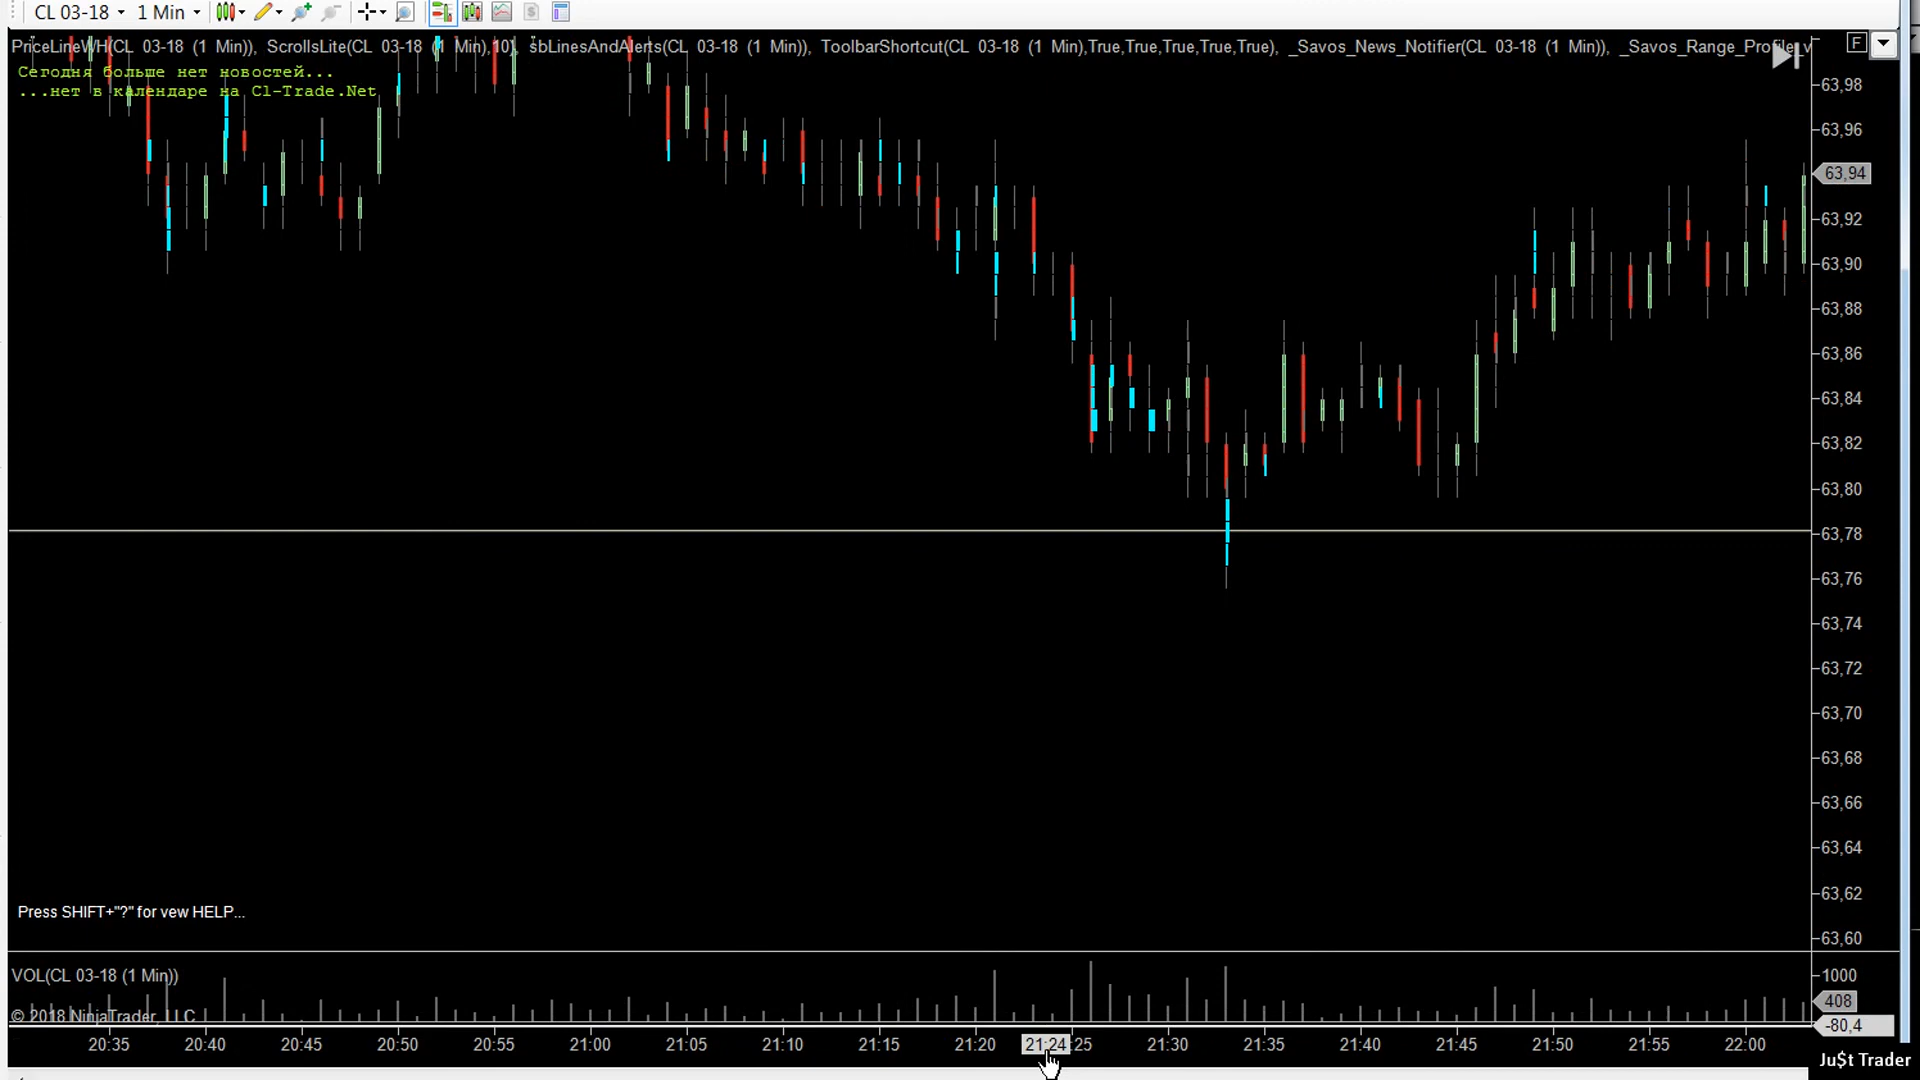 CL 03-18 1 Min
PriceLineWH(CL 03-18 (1 Min)), ScrollsLite(CL 03-18 (1 Min),10), sbLinesAndAlerts(CL 03-18 (1 Min)), ToolbarShortcut(CL 03-18 (1 Min),True,True,True,True,True), _Savos_News_Notifier(CL 03-18 (1 Min)), _Savos_Range_Profile_v
F
Сегодня больше нет новостей...
...нет в календаре на Cl-Trade.Net
63,98
63,96
63,94
63,92
63,90
63,88
63,86
63,84
63,82
63,80
63,78
63,76
63,74
63,72
63,70
63,68
63,66
63,64
63,62
63,60
Press SHIFT+"?" for vew HELP...
VOL(CL 03-18 (1 Min))
1000
408
-80,4
© 2018 NinjaTrader, LLC
20:35 20:40 20:45 20:50 20:55 21:00 21:05 21:10 21:15 21:20 21:24 :25 21:30 21:35 21:40 21:45 21:50 21:55 22:00
Ju$t Trader